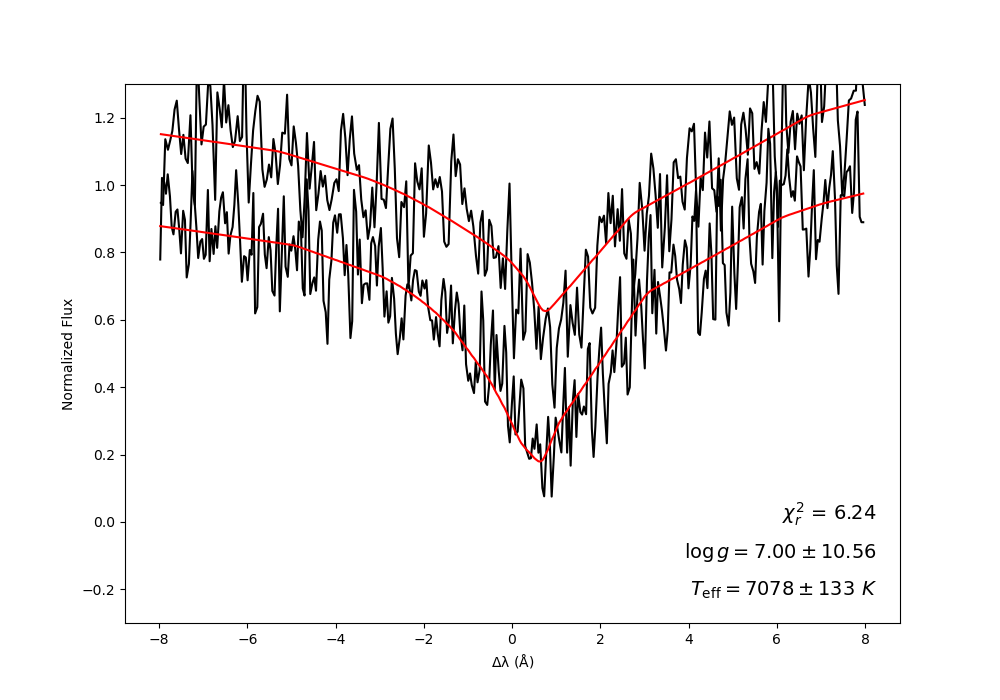 1.2
1.0
0.8
0.6
0.4
0.2
0.0
−0.2
Normalized Flux
χ²ᵣ = 6.24
log g = 7.00 ± 10.56
T_eff = 7078 ± 133 K
−8 −6 −4 −2 0 2 4 6 8
Δλ (Å)